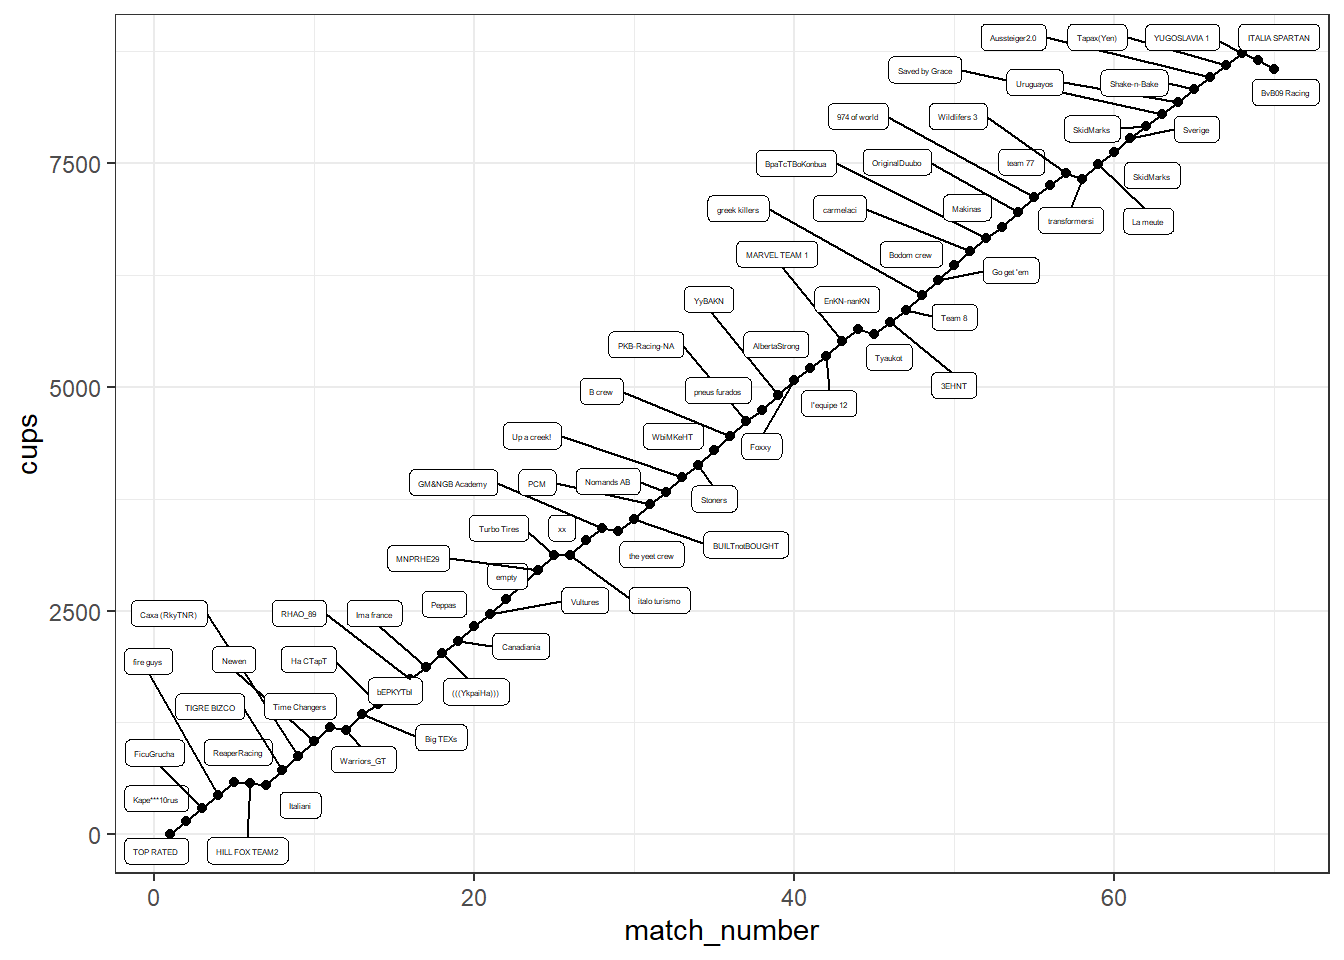 Aussteiger2.0
Tapax(Yen)
YUGOSLAVIA 1
ITALIA SPARTAN
Saved by Grace
Uruguayos
Shake-n-Bake
BvB09 Racing
974 of world
Wildlifers 3
SkidMarks
Sverige
7500
BpaTcTBoKonbua
OriginalDuubo
team 77
SkidMarks
greek killers
carmelaci
Makinas
transformersi
La meute
MARVEL TEAM 1
Bodom crew
Go get 'em
YyBAKN
EnKN-nanKN
Team 8
PKB-Racing-NA
AlbertaStrong
Tyaukot
5000
B crew
pneus furados
l'equipe 12
3EHNT
Up a creek!
WbiMKeHT
Foxxy
GM&NGB Academy
PCM
Nomands AB
Stoners
Turbo Tires
xx
MNPRHE29
the yeet crew
BUILTnotBOUGHT
empty
2500
Caxa (RkyTNR)
RHAO_89
Ima france
Peppas
Vultures
italo turismo
fire guys
Newen
Ha CTapT
Canadiania
TIGRE BIZCO
Time Changers
bEPKYTbI
(((YkpaiHa)))
FicuGrucha
ReaperRacing
Warriors_GT
Big TEXs
Kape***10rus
Italiani
0
TOP RATED
HILL FOX TEAM2
cups
0
20
40
60
match_number